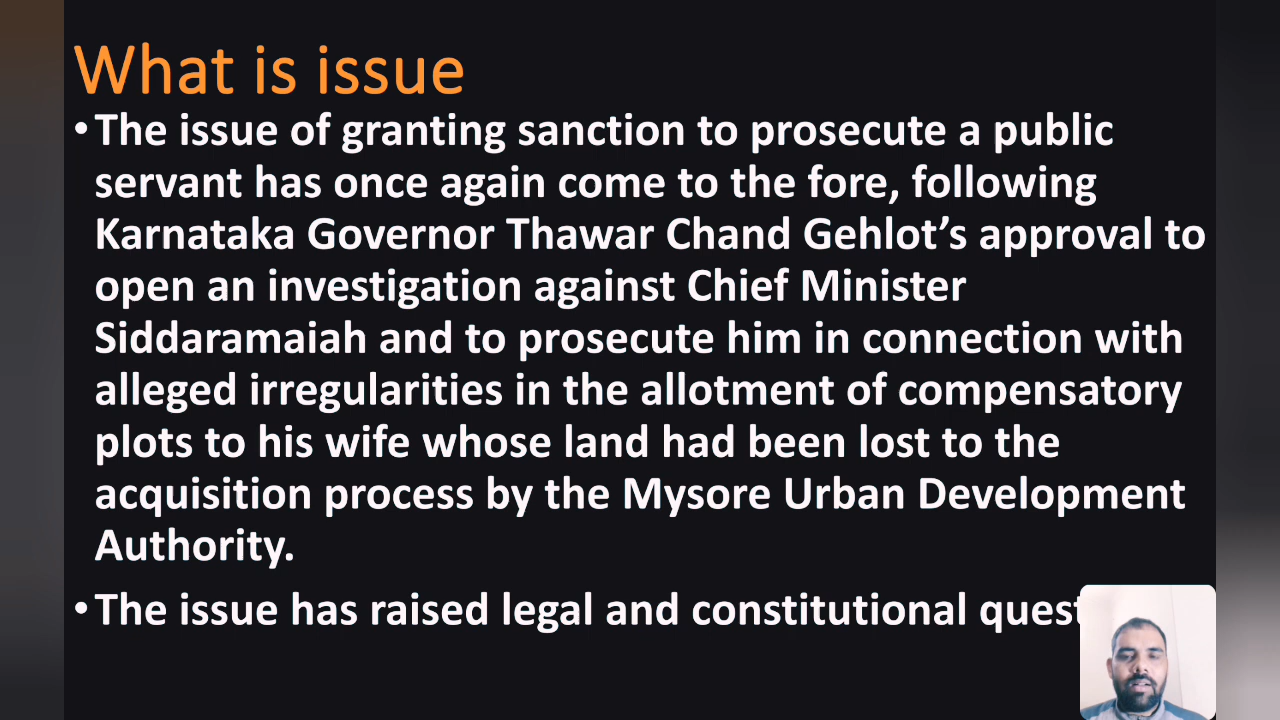 What is issue
• The issue of granting sanction to prosecute a public
servant has once again come to the fore, following
Karnataka Governor Thawar Chand Gehlot’s approval to
open an investigation against Chief Minister
Siddaramaiah and to prosecute him in connection with
alleged irregularities in the allotment of compensatory
plots to his wife whose land had been lost to the
acquisition process by the Mysore Urban Development
Authority.
• The issue has raised legal and constitutional